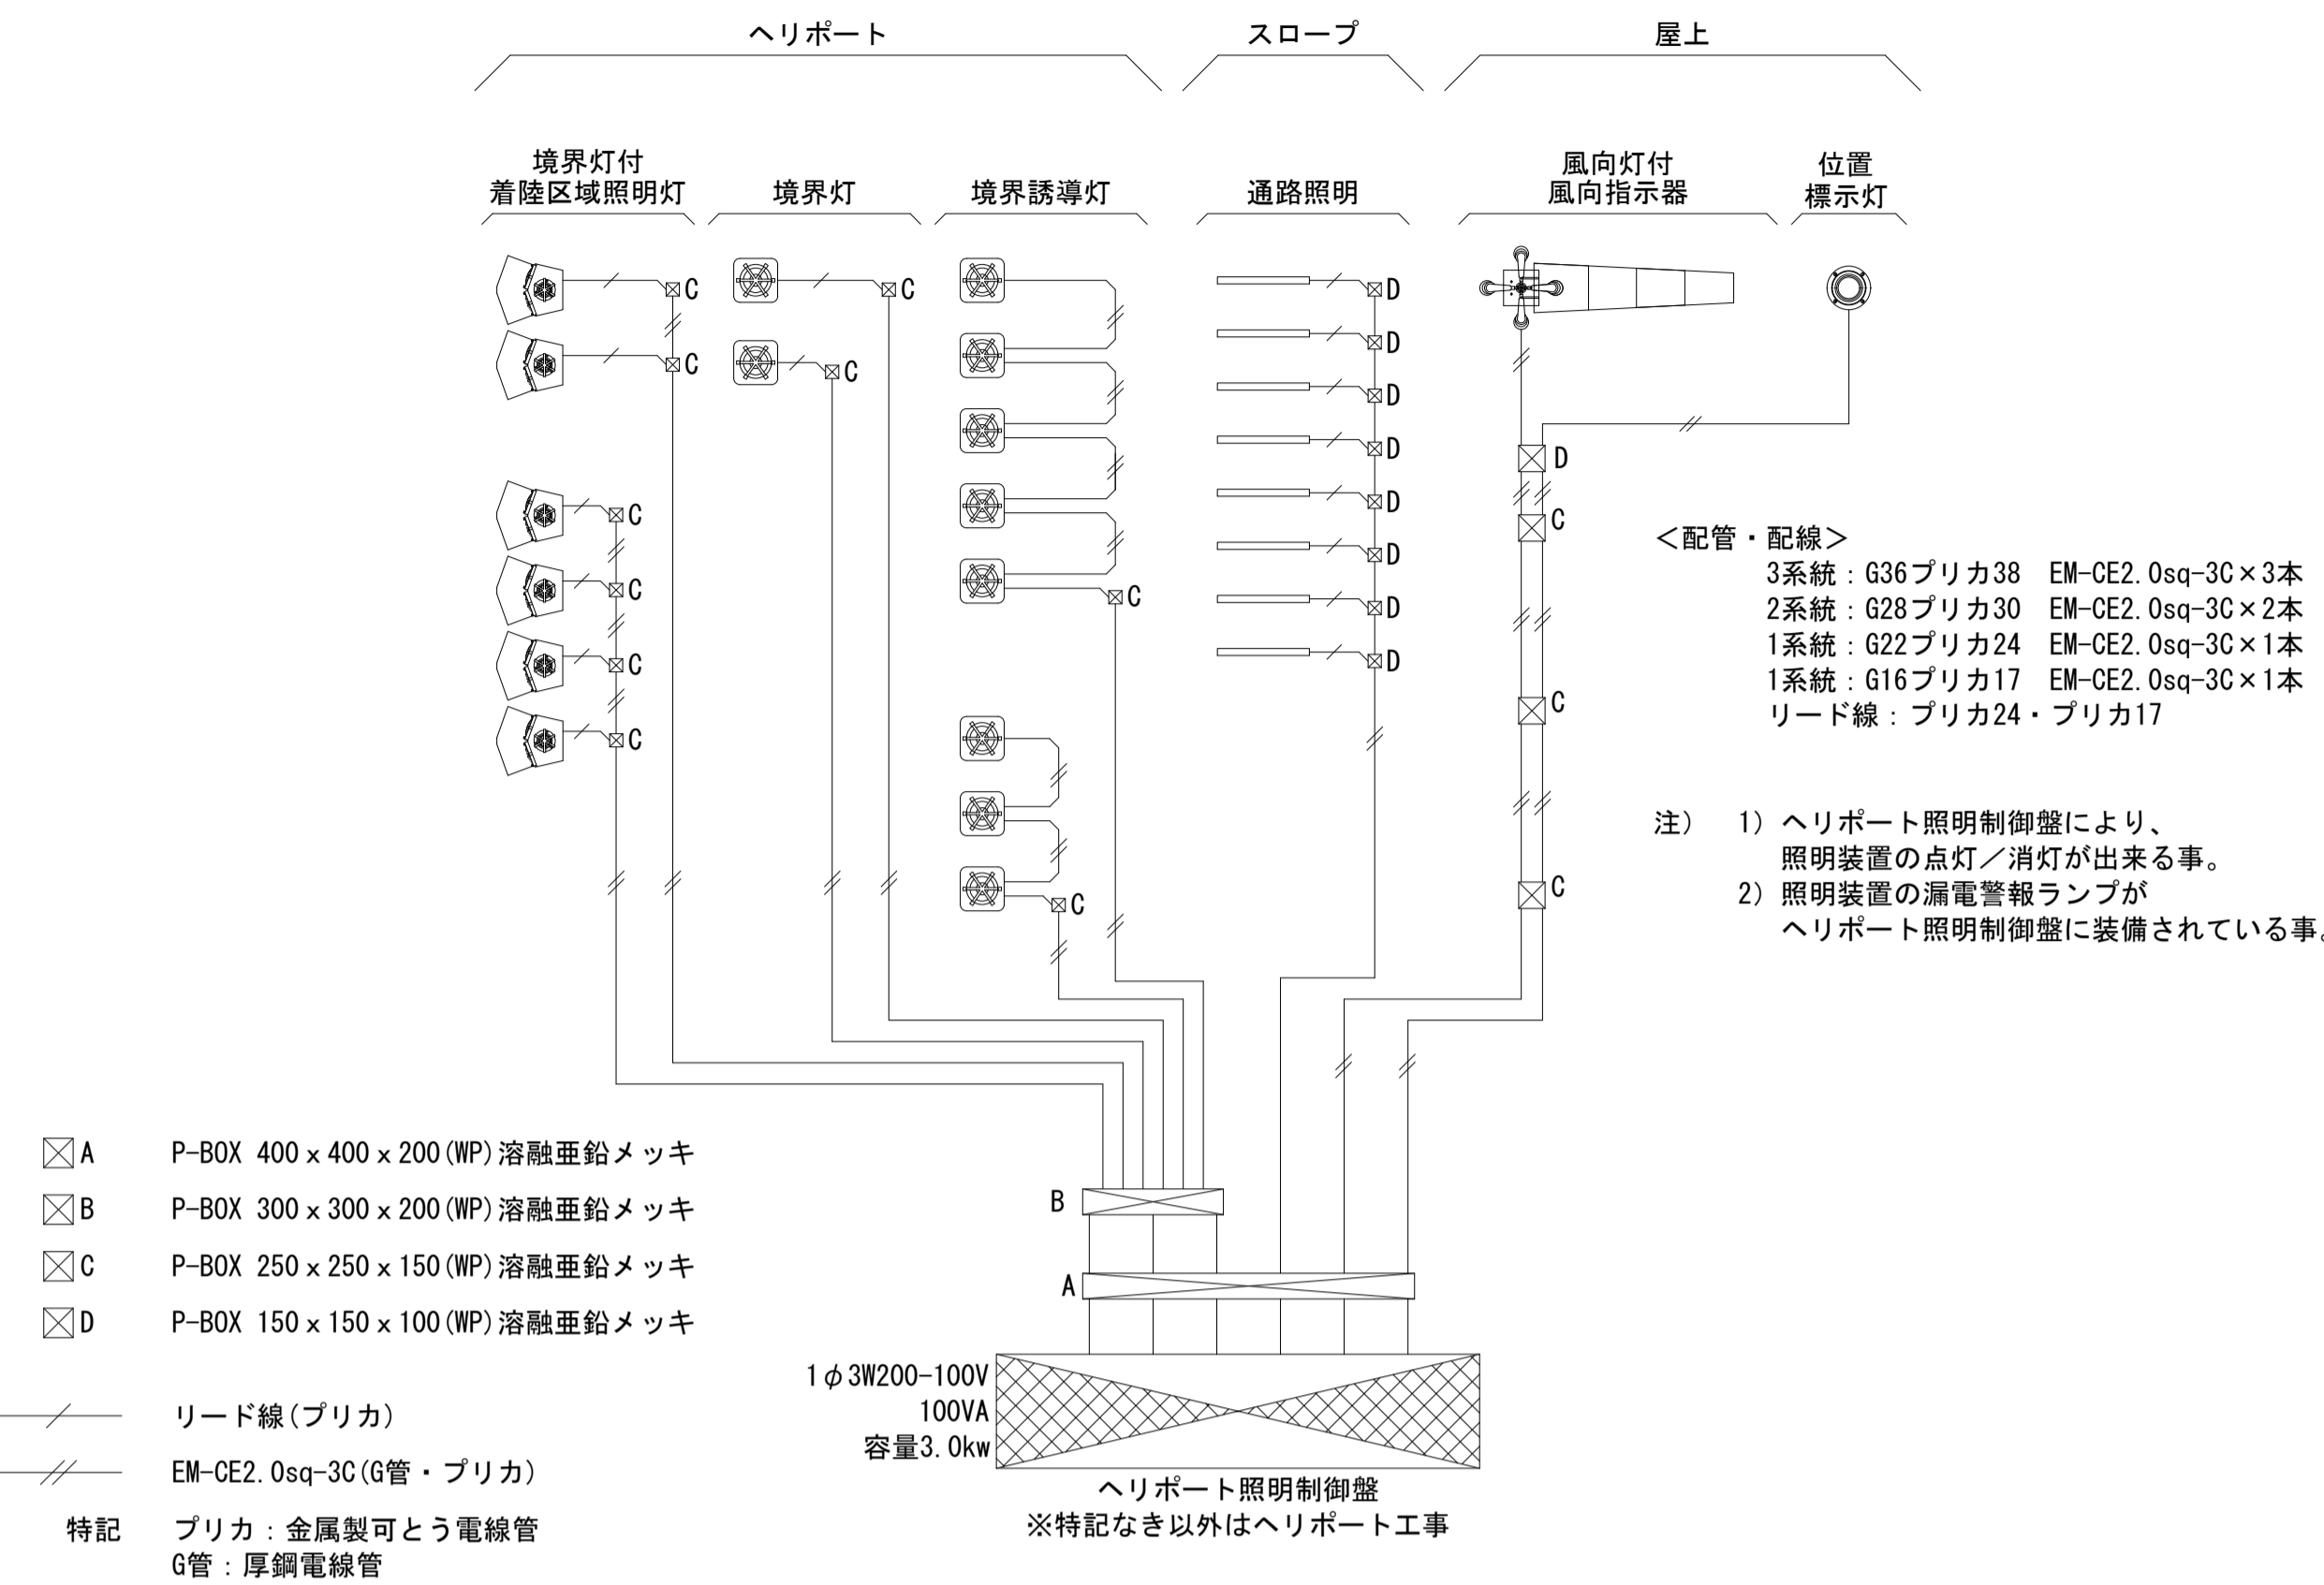 ヘリポート
スロープ
屋上
境界灯付
着陸区域照明灯
境界灯
境界誘導灯
通路照明
風向灯付
風向指示器
位置
標示灯
C
C
C
C
C
C
C
C
C
C
D
D
D
D
D
D
D
D
D
C
C
C
＜配管・配線＞
3系統：G36プリカ38　EM-CE2.0sq-3C×3本
2系統：G28プリカ30　EM-CE2.0sq-3C×2本
1系統：G22プリカ24　EM-CE2.0sq-3C×1本
1系統：G16プリカ17　EM-CE2.0sq-3C×1本
リード線：プリカ24・プリカ17
注）　1）ヘリポート照明制御盤により、
照明装置の点灯／消灯が出来る事。
2）照明装置の漏電警報ランプが
ヘリポート照明制御盤に装備されている事。
A　P-BOX 400x400x200(WP)溶融亜鉛メッキ
B　P-BOX 300x300x200(WP)溶融亜鉛メッキ
C　P-BOX 250x250x150(WP)溶融亜鉛メッキ
D　P-BOX 150x150x100(WP)溶融亜鉛メッキ
リード線(プリカ)
EM-CE2.0sq-3C(G管・プリカ)
特記　プリカ：金属製可とう電線管
G管：厚鋼電線管
B
A
1φ3W200-100V
100VA
容量3.0kw
ヘリポート照明制御盤
※特記なき以外はヘリポート工事